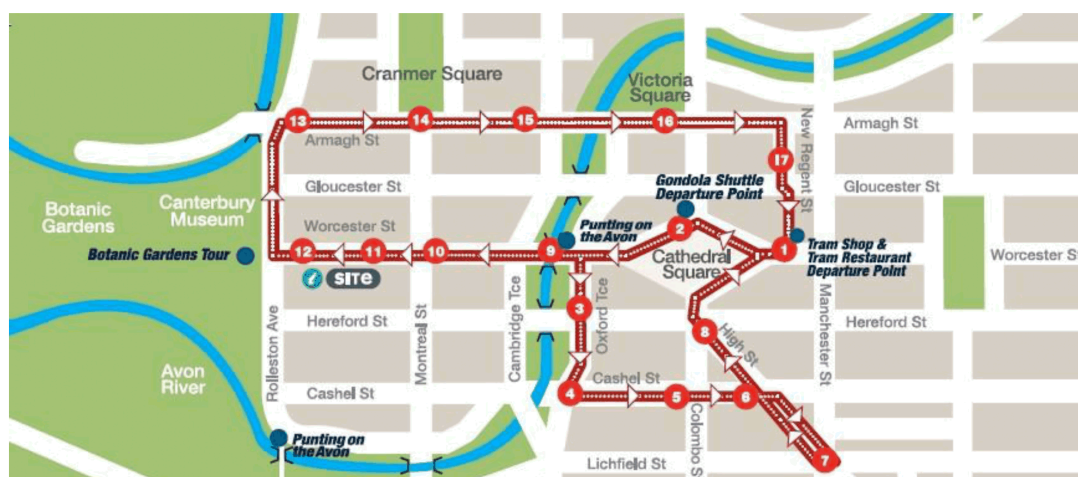 Cranmer Square
Victoria
Square
13
14
15
16
Armagh St
New Regent St
Armagh St
17
Gloucester St
Gondola Shuttle
Departure Point
Gloucester St
Botanic
Gardens
Canterbury
Museum
Worcester St
Punting on
the Avon
2
1
Tram Shop &
Tram Restaurant
Departure Point
Botanic Gardens Tour
12
11
10
9
Cathedral
Square
Worcester St
i SITE
Rolleston Ave
Montreal St
Cambridge Tce
Oxford Tce
3
Hereford St
8
High St
Manchester St
Hereford St
Avon
River
Cashel St
4
Cashel St
5
6
Colombo S
7
Punting on
the Avon
Lichfield St